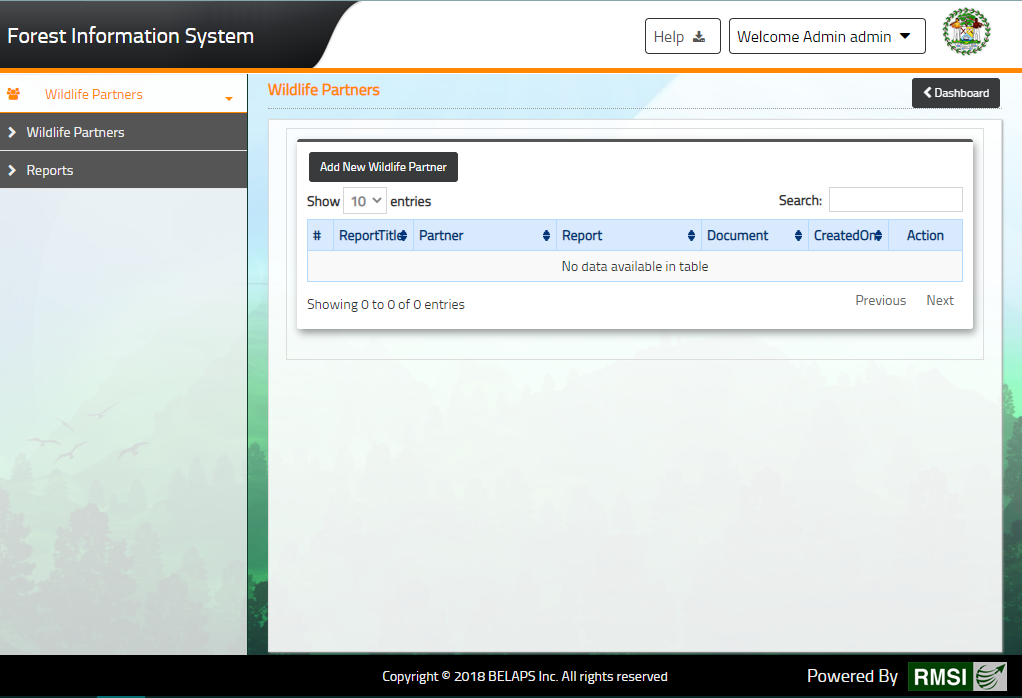 Forest Information System
Help
Welcome Admin admin
Wildlife Partners
Wildlife Partners
Reports
Wildlife Partners
Dashboard
Add New Wildlife Partner
Show 10 entries
Search:
# ReportTitle Partner Report Document CreatedOn Action
No data available in table
Showing 0 to 0 of 0 entries
Previous Next
Copyright © 2018 BELAPS Inc. All rights reserved
Powered By RMSI